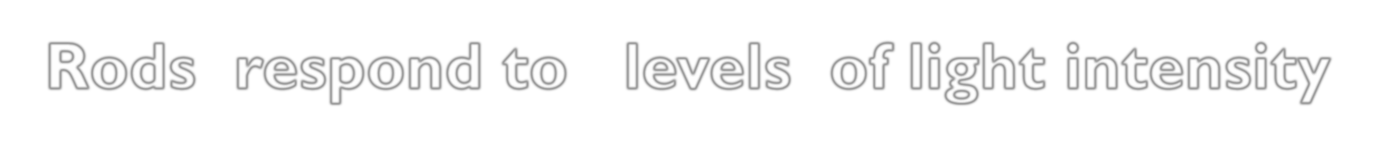 Rods respond to levels of light intensity